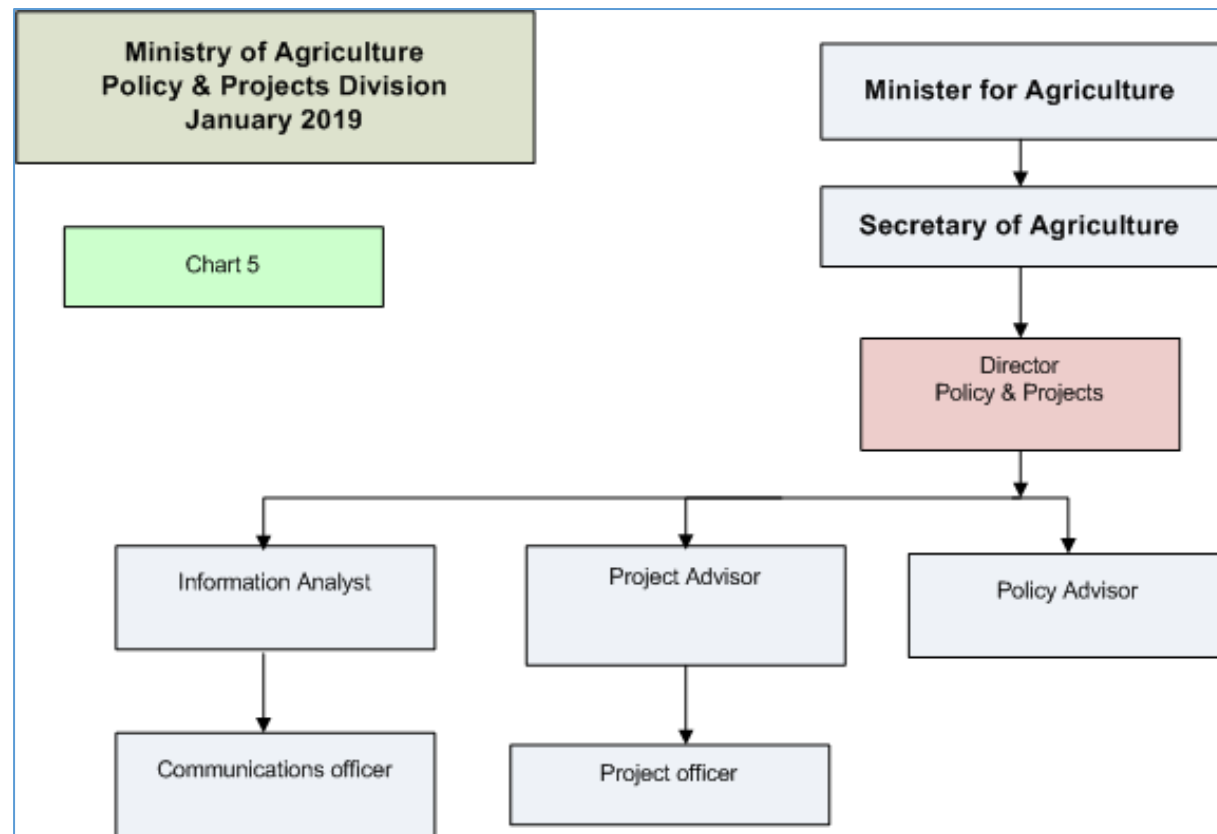 Ministry of Agriculture
Policy & Projects Division
January 2019
Minister for Agriculture
Secretary of Agriculture
Chart 5
Director
Policy & Projects
Information Analyst
Project Advisor
Policy Advisor
Communications officer
Project officer